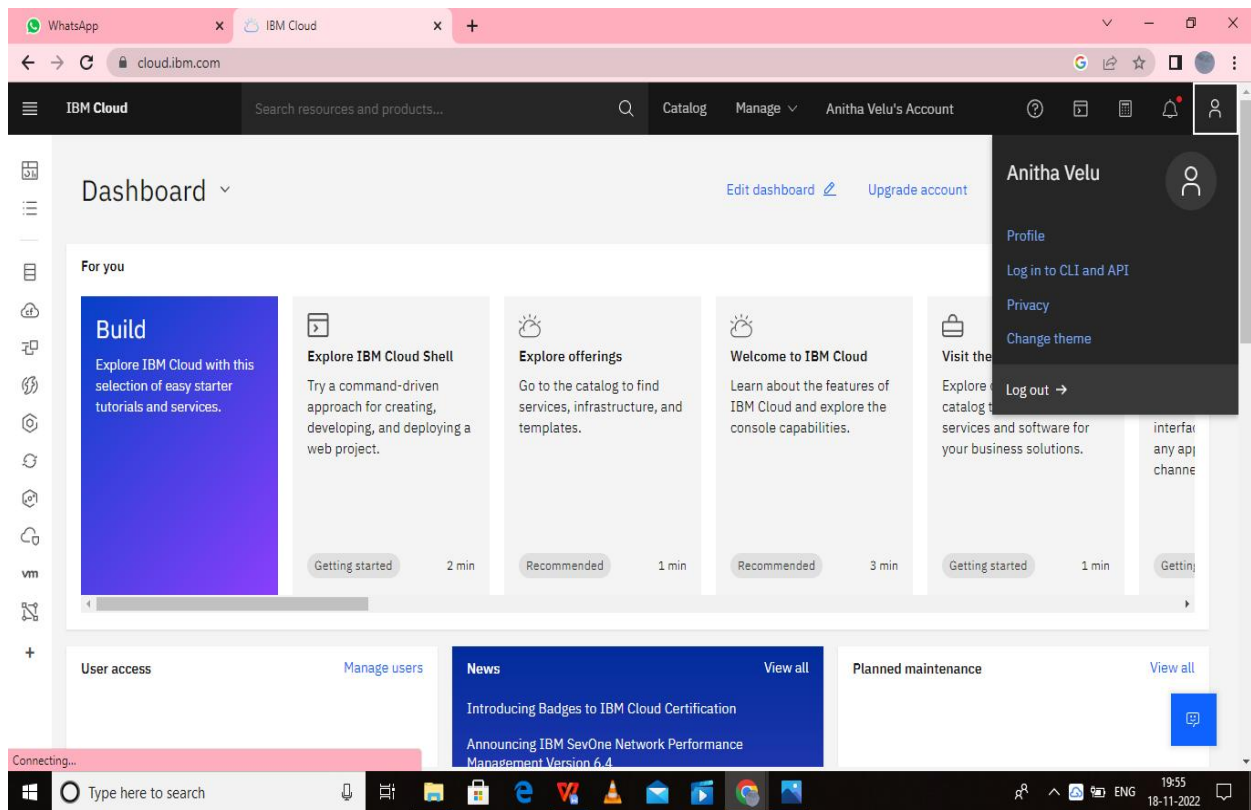 WhatsApp
IBM Cloud
cloud.ibm.com
IBM Cloud
Search resources and products...
Catalog
Manage
Anitha Velu's Account
Anitha Velu
Profile
Log in to CLI and API
Privacy
Change theme
Log out →
Dashboard
Edit dashboard
Upgrade account
For you
Build
Explore IBM Cloud with this
selection of easy starter
tutorials and services.
Explore IBM Cloud Shell
Try a command-driven
approach for creating,
developing, and deploying a
web project.
Getting started
2 min
Explore offerings
Go to the catalog to find
services, infrastructure, and
templates.
Recommended
1 min
Welcome to IBM Cloud
Learn about the features of
IBM Cloud and explore the
console capabilities.
Recommended
3 min
Visit the
Explore
catalog
services and software for
your business solutions.
Getting started
1 min
any
vm
User access
Manage users
News
View all
Introducing Badges to IBM Cloud Certification
Announcing IBM SevOne Network Performance
Management Version 6.4
Planned maintenance
View all
Connecting...
Type here to search
ENG
19:55
18-11-2022